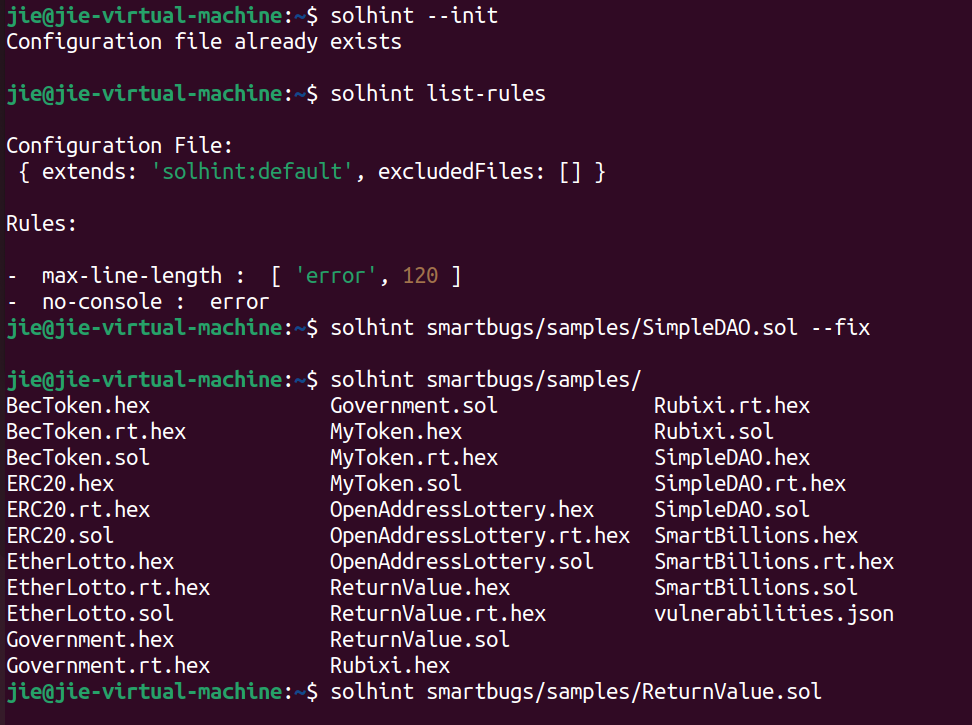 jie@jie-virtual-machine:~$ solhint --init
Configuration file already exists
jie@jie-virtual-machine:~$ solhint list-rules
Configuration File:
{ extends: 'solhint:default', excludedFiles: [] }
Rules:
- max-line-length : [ 'error', 120 ]
- no-console : error
jie@jie-virtual-machine:~$ solhint smartbugs/samples/SimpleDAO.sol --fix
jie@jie-virtual-machine:~$ solhint smartbugs/samples/
BecToken.hex Government.sol Rubixi.rt.hex
BecToken.rt.hex MyToken.hex Rubixi.sol
BecToken.sol MyToken.rt.hex SimpleDAO.hex
ERC20.hex MyToken.sol SimpleDAO.rt.hex
ERC20.rt.hex OpenAddressLottery.hex SimpleDAO.sol
ERC20.sol OpenAddressLottery.rt.hex SmartBillions.hex
EtherLotto.hex OpenAddressLottery.sol SmartBillions.rt.hex
EtherLotto.rt.hex ReturnValue.hex SmartBillions.sol
EtherLotto.sol ReturnValue.rt.hex vulnerabilities.json
Government.hex ReturnValue.sol
Government.rt.hex Rubixi.hex
jie@jie-virtual-machine:~$ solhint smartbugs/samples/ReturnValue.sol